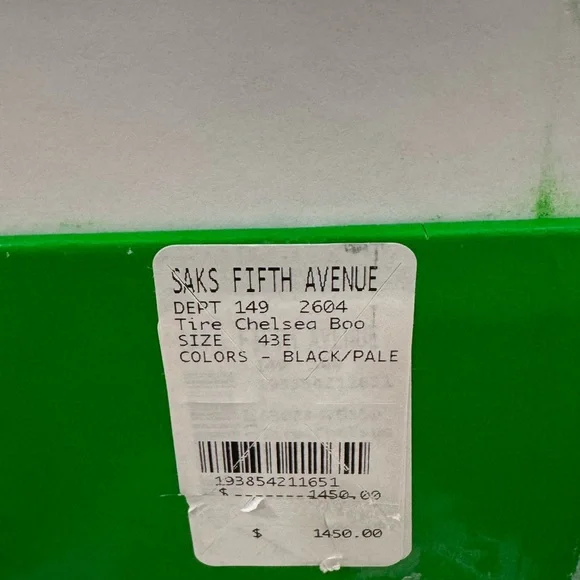 SAKS FIFTH AVENUE
DEPT 149 2604
Tire Chelsea Boo
SIZE 43E
COLORS - BLACK/PALE
193854211651
$ --------1450.00
$ 1450.00